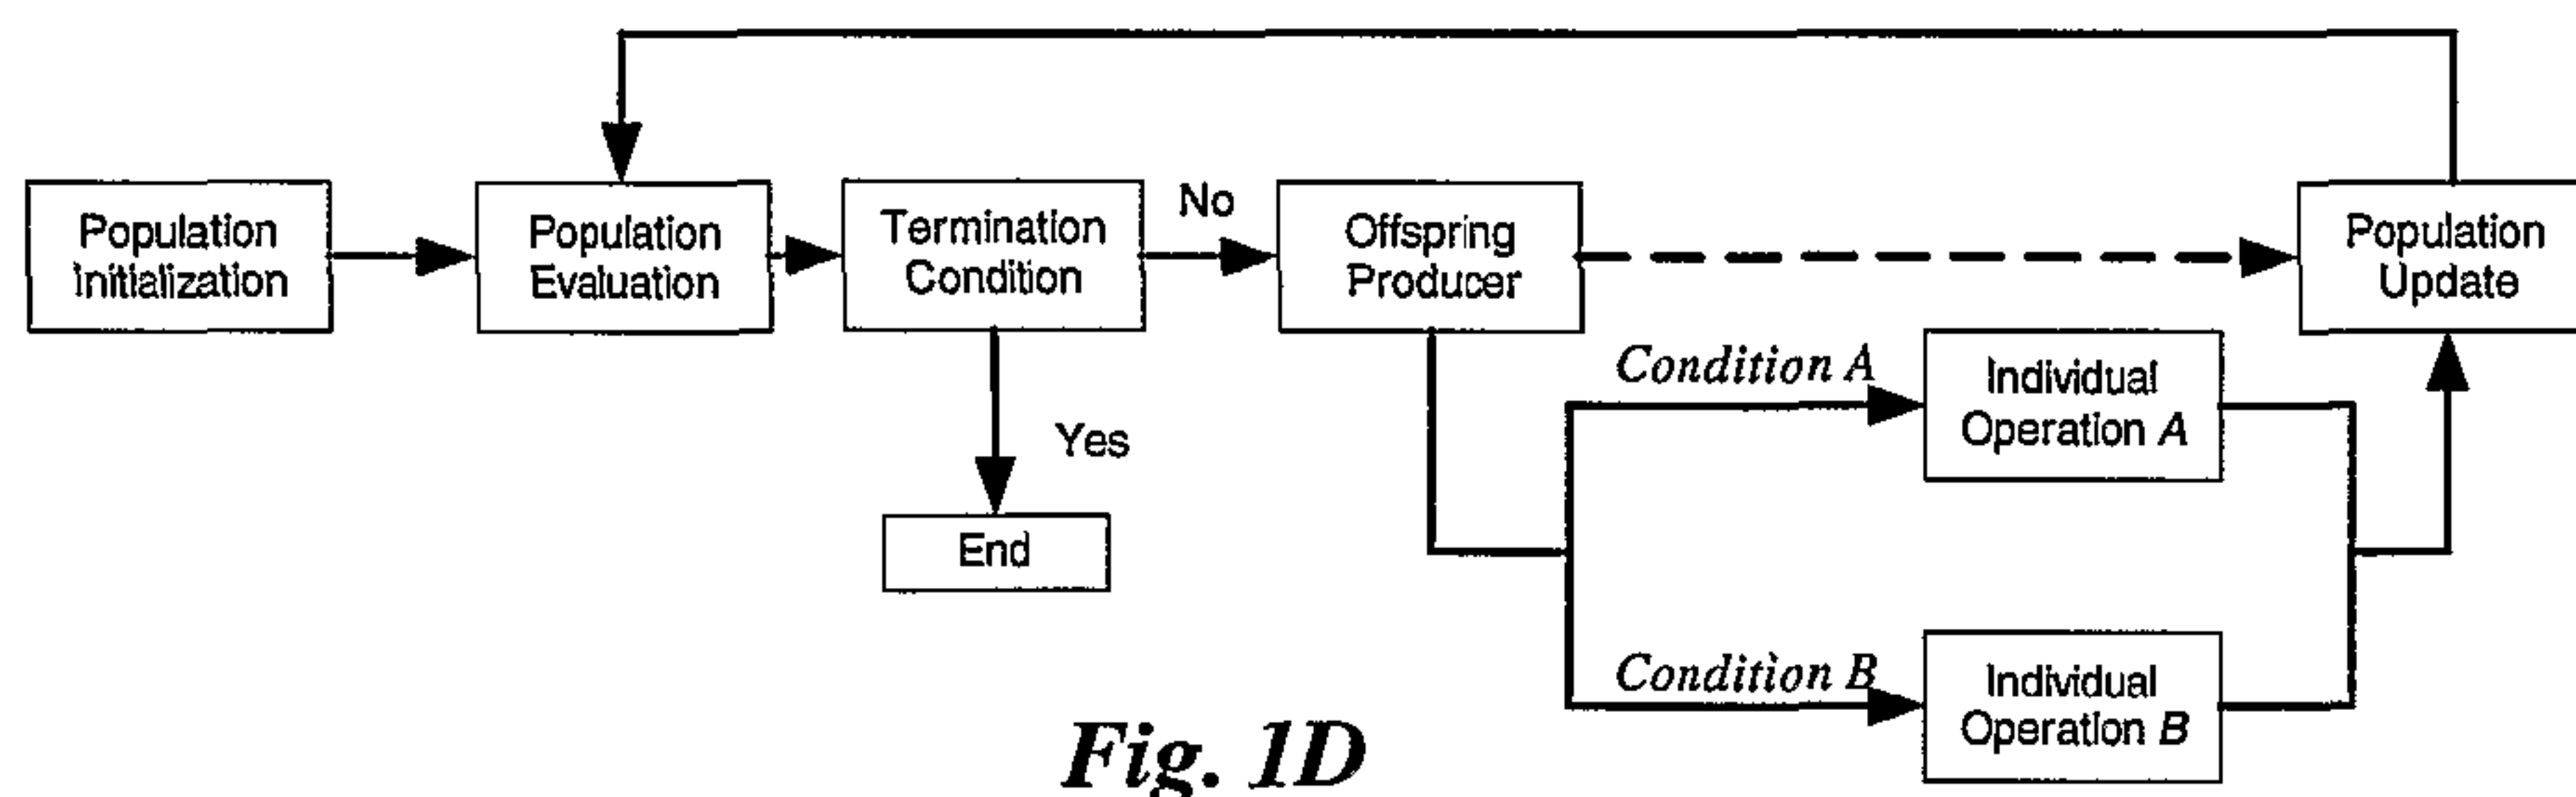 Population
Initialization
Population
Evaluation
Termination
Condition
No
Offspring
Producer
Population
Update
Yes
End
Condition A
Individual
Operation A
Condition B
Individual
Operation B
Fig. 1D